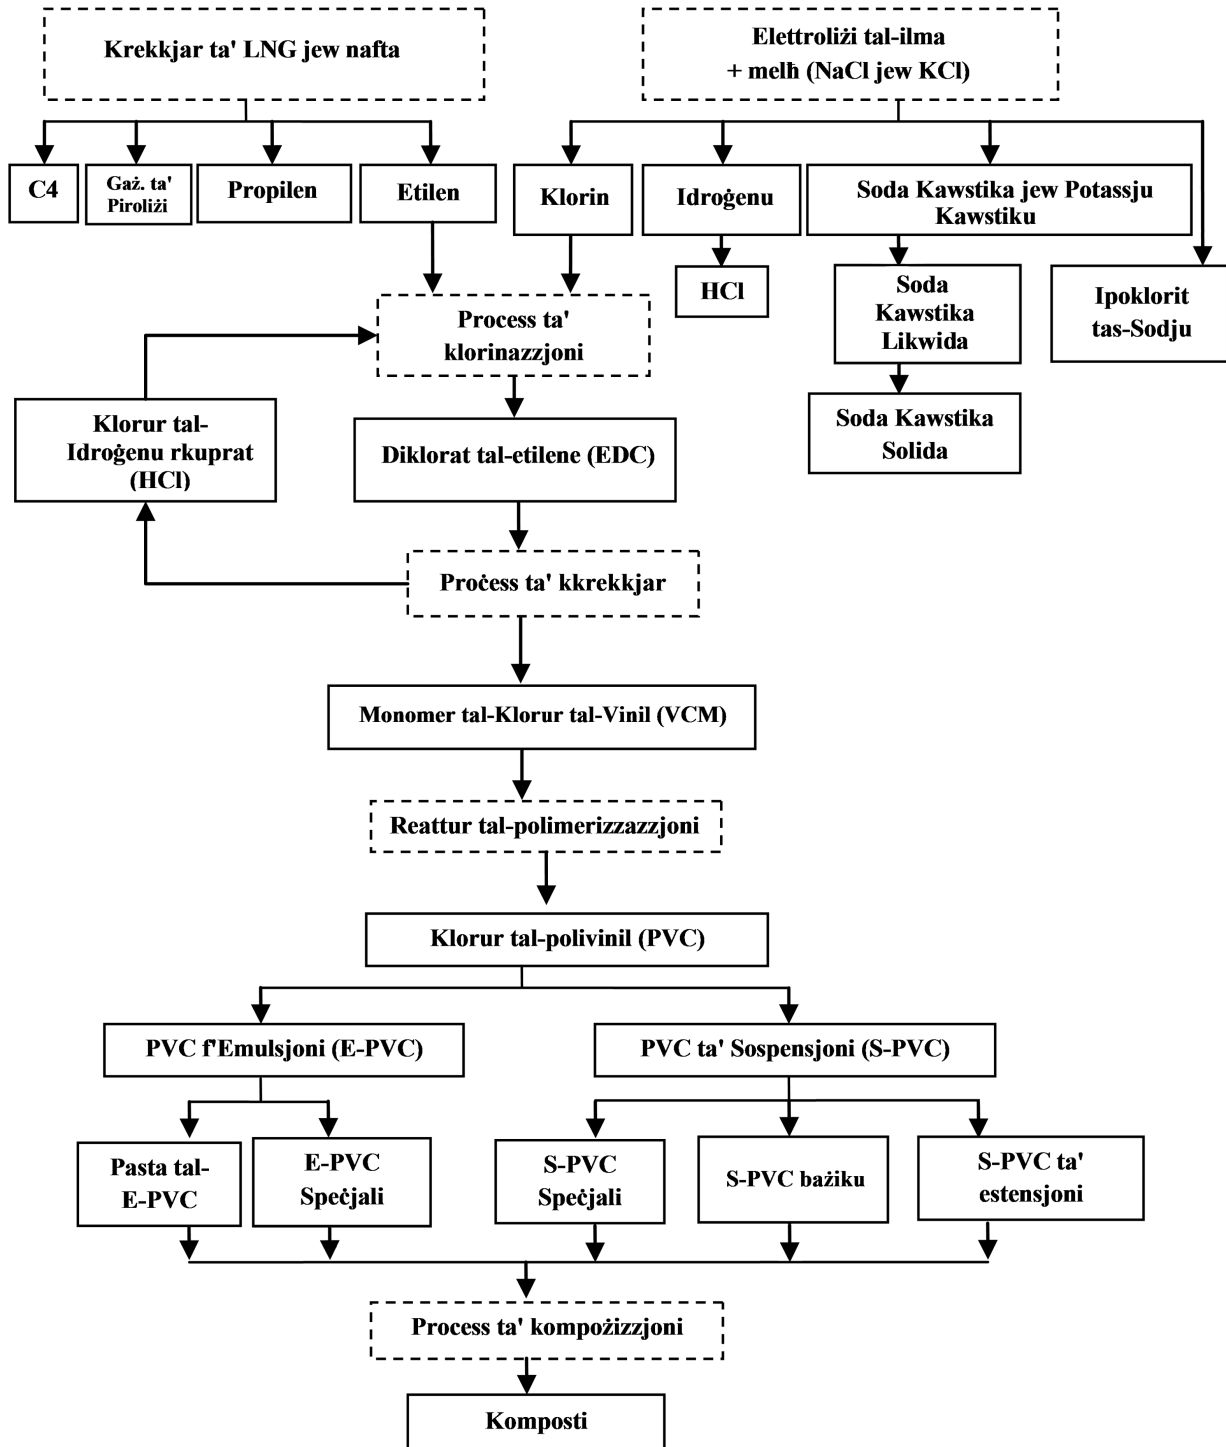 Krekkjar ta' LNG jew nafta
Elettroliżi tal-ilma
+ melħ (NaCl jew KCl)
C4
Gaż. ta'
Piroliżi
Propilen
Etilen
Klorin
Idroġenu
Soda Kawstika jew Potassju
Kawstiku
HCl
Soda
Kawstika
Likwida
Ipoklorit
tas-Sodju
Process ta'
klorinazzjoni
Klorur tal-
Idroġenu rkuprat
(HCl)
Diklorat tal-etilene (EDC)
Soda Kawstika
Solida
Proċess ta' kkrekkjar
Monomer tal-Klorur tal-Vinil (VCM)
Reattur tal-polimerizzazzjoni
Klorur tal-polivinil (PVC)
PVC f'Emulsjoni (E-PVC)
PVC ta' Sospensjoni (S-PVC)
Pasta tal-
E-PVC
E-PVC
Speċjali
S-PVC
Speċjali
S-PVC bażiku
S-PVC ta'
estensjoni
Process ta' kompożizzjoni
Komposti